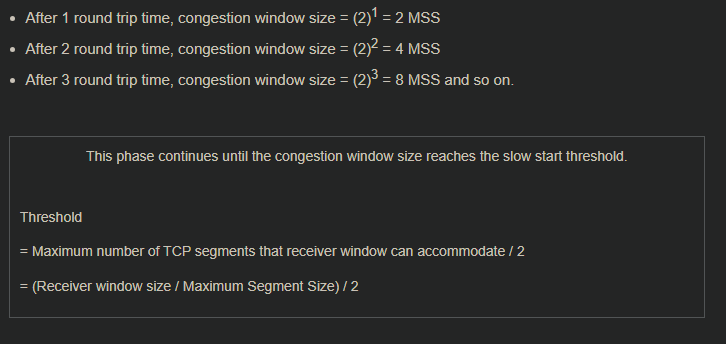 • After 1 round trip time, congestion window size = (2)¹ = 2 MSS
• After 2 round trip time, congestion window size = (2)² = 4 MSS
• After 3 round trip time, congestion window size = (2)³ = 8 MSS and so on.
This phase continues until the congestion window size reaches the slow start threshold.
Threshold
= Maximum number of TCP segments that receiver window can accommodate / 2
= (Receiver window size / Maximum Segment Size) / 2